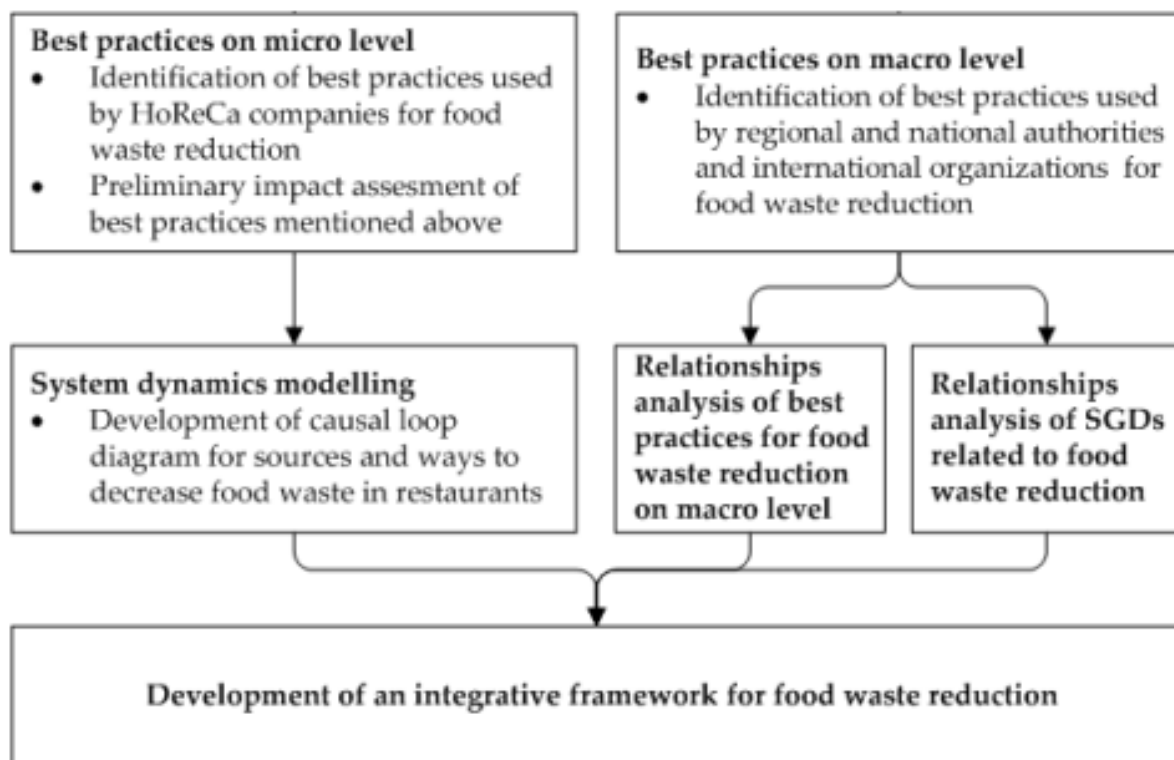 Best practices on micro level
• Identification of best practices used
by HoReCa companies for food
waste reduction
• Preliminary impact assesment of
best practices mentioned above
Best practices on macro level
• Identification of best practices used
by regional and national authorities
and international organizations for
food waste reduction
System dynamics modelling
• Development of causal loop
diagram for sources and ways to
decrease food waste in restaurants
Relationships
analysis of best
practices for food
waste reduction
on macro level
Relationships
analysis of SGDs
related to food
waste reduction
Development of an integrative framework for food waste reduction